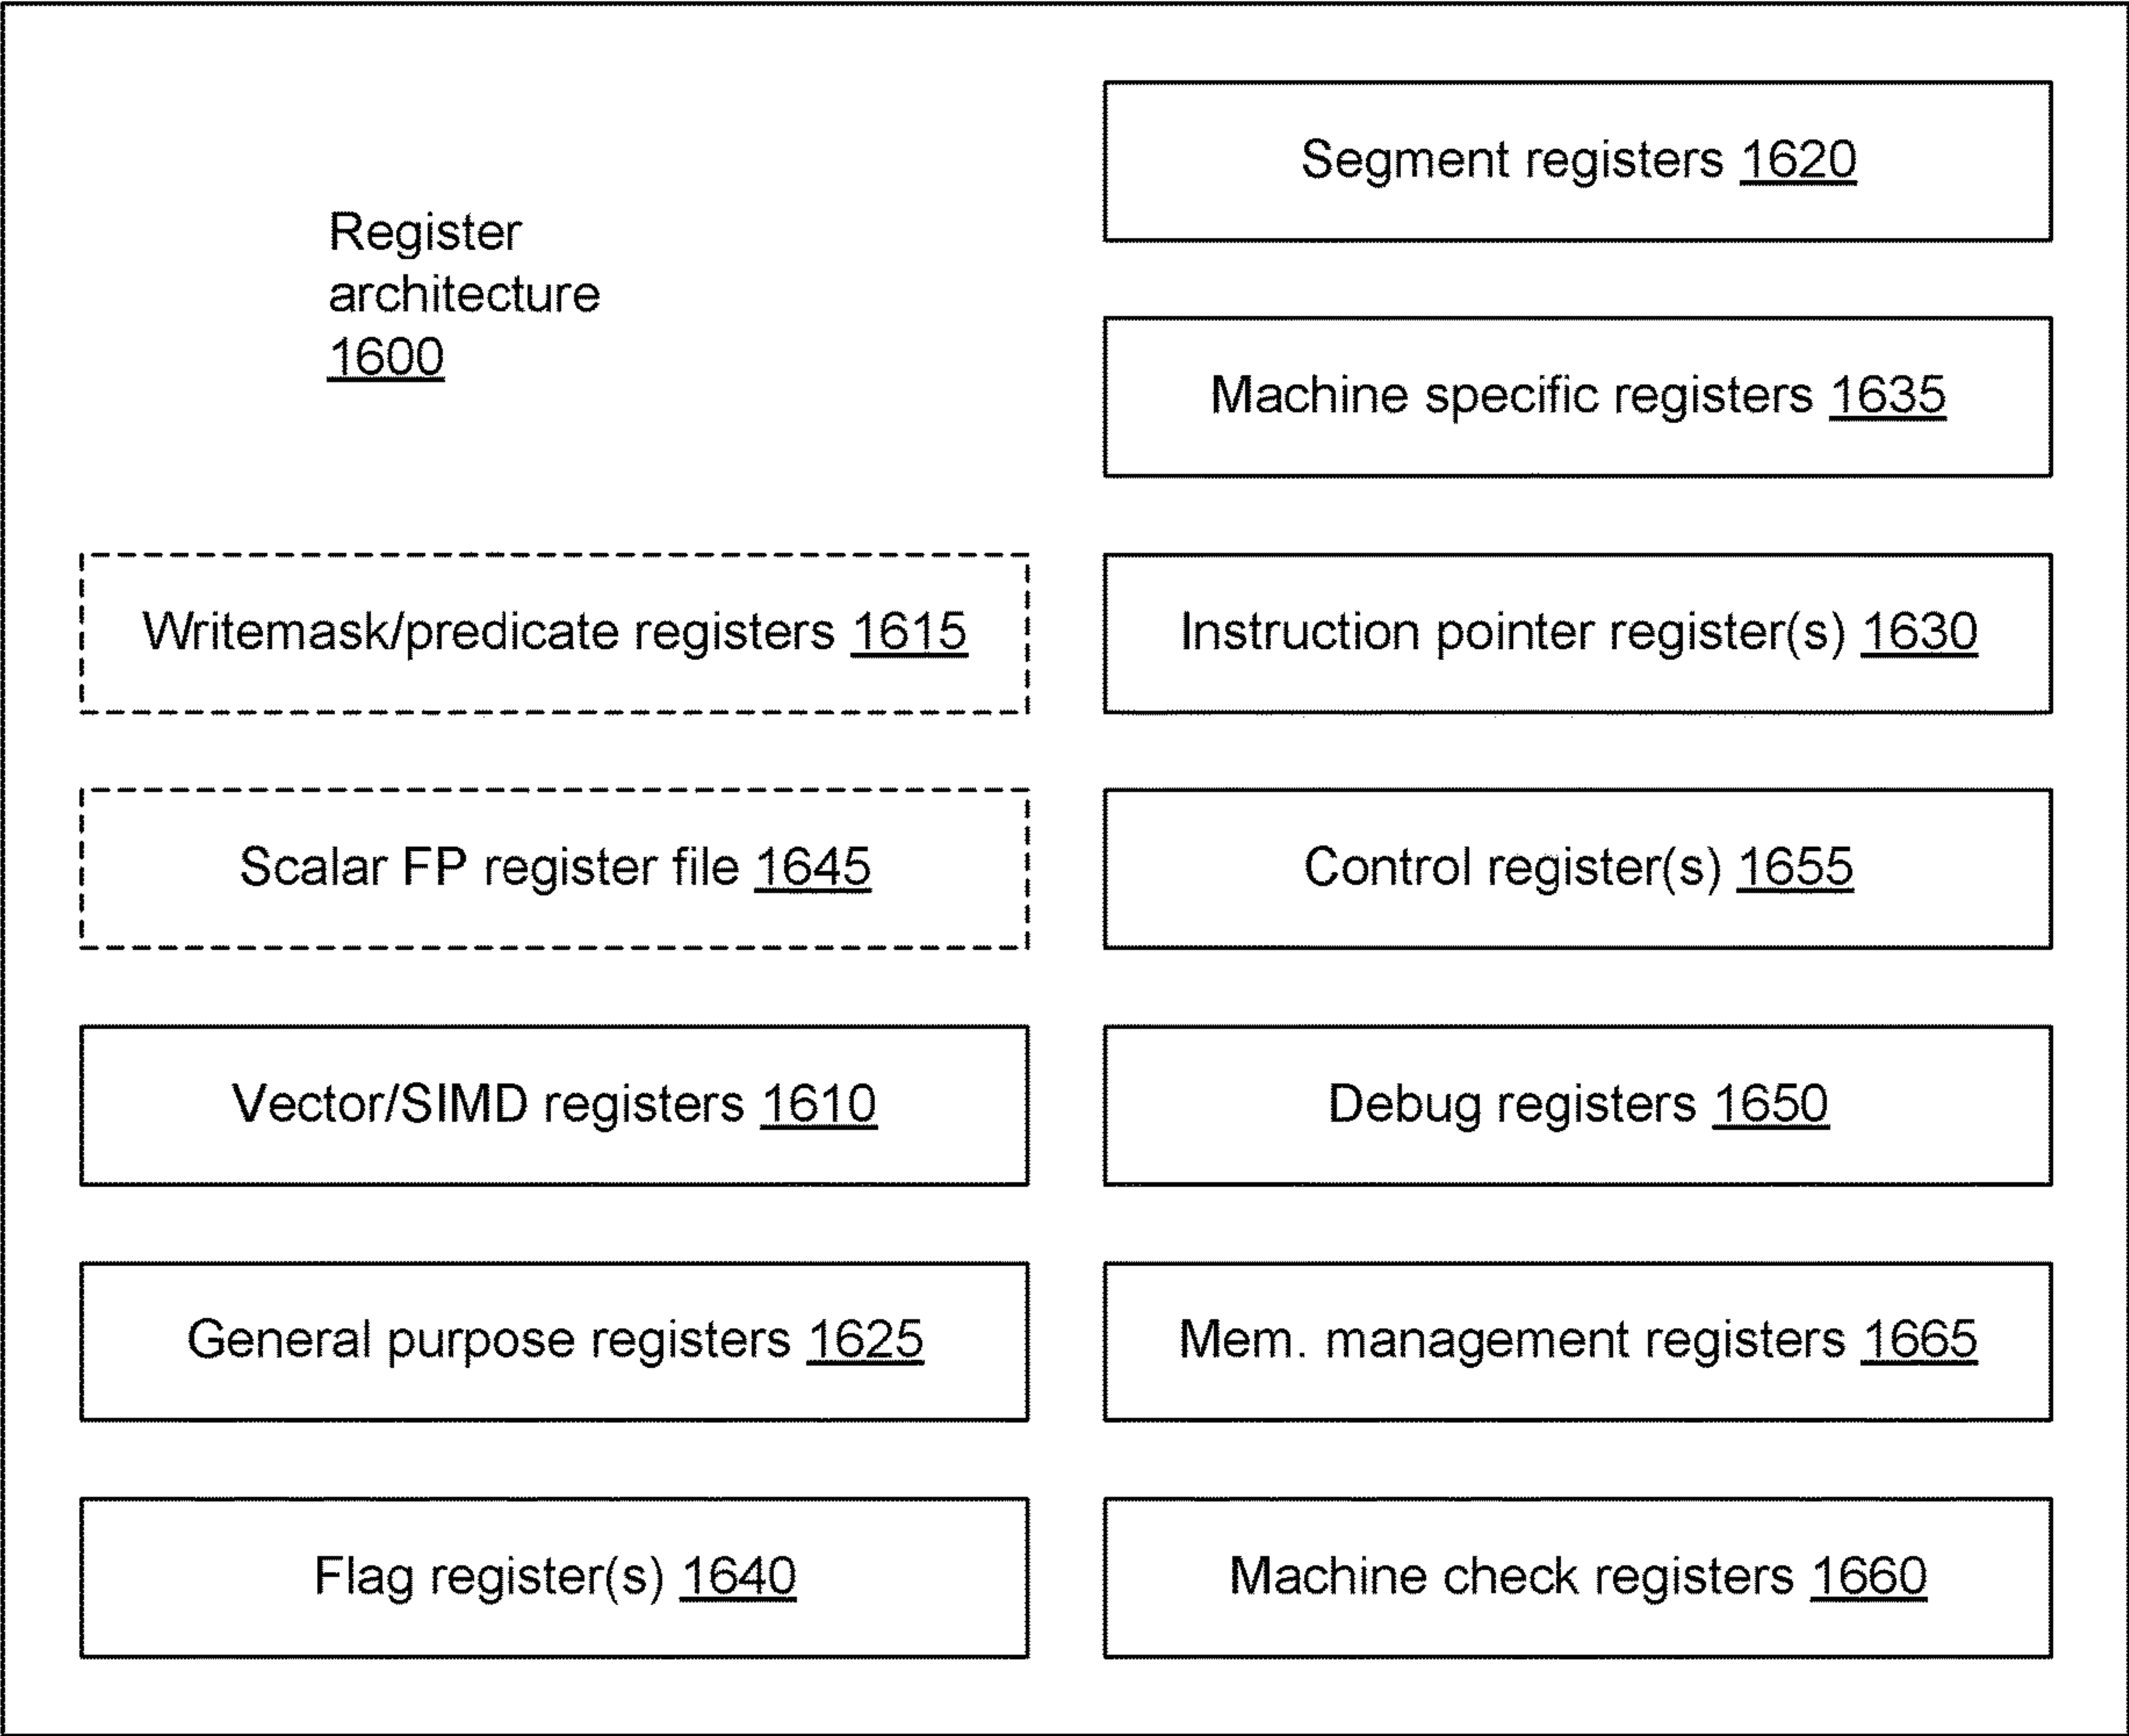 Register
architecture
1600
Segment registers 1620
Machine specific registers 1635
Writemask/predicate registers 1615
Instruction pointer register(s) 1630
Scalar FP register file 1645
Control register(s) 1655
Vector/SIMD registers 1610
Debug registers 1650
General purpose registers 1625
Mem. management registers 1665
Flag register(s) 1640
Machine check registers 1660